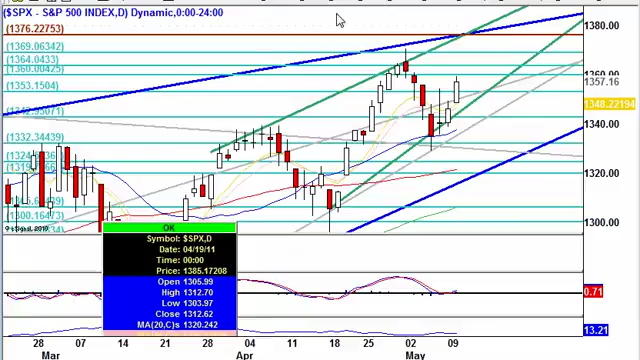 ($SPX - S&P 500 INDEX,D) Dynamic,0:00-24:00
(1376.22753)
(1369.06342)
(1364.0433)
(1360.00425)
(1353.15504)
(1332.34439)
(1300.16473)
1380.00
1357.16
1348.22194
1340.00
1320.00
1300.00
© eSignal, 2010
OK
Symbol: $SPX,D
Date: 04/19/11
Time: 00:00
Price: 1385.17208
Open 1305.99
High 1312.70
Low 1303.97
Close 1312.62
MA(20,C)s 1320.242
0.71
13.21
28 07 14 21 28 11 18 25 02 09
Mar Apr May